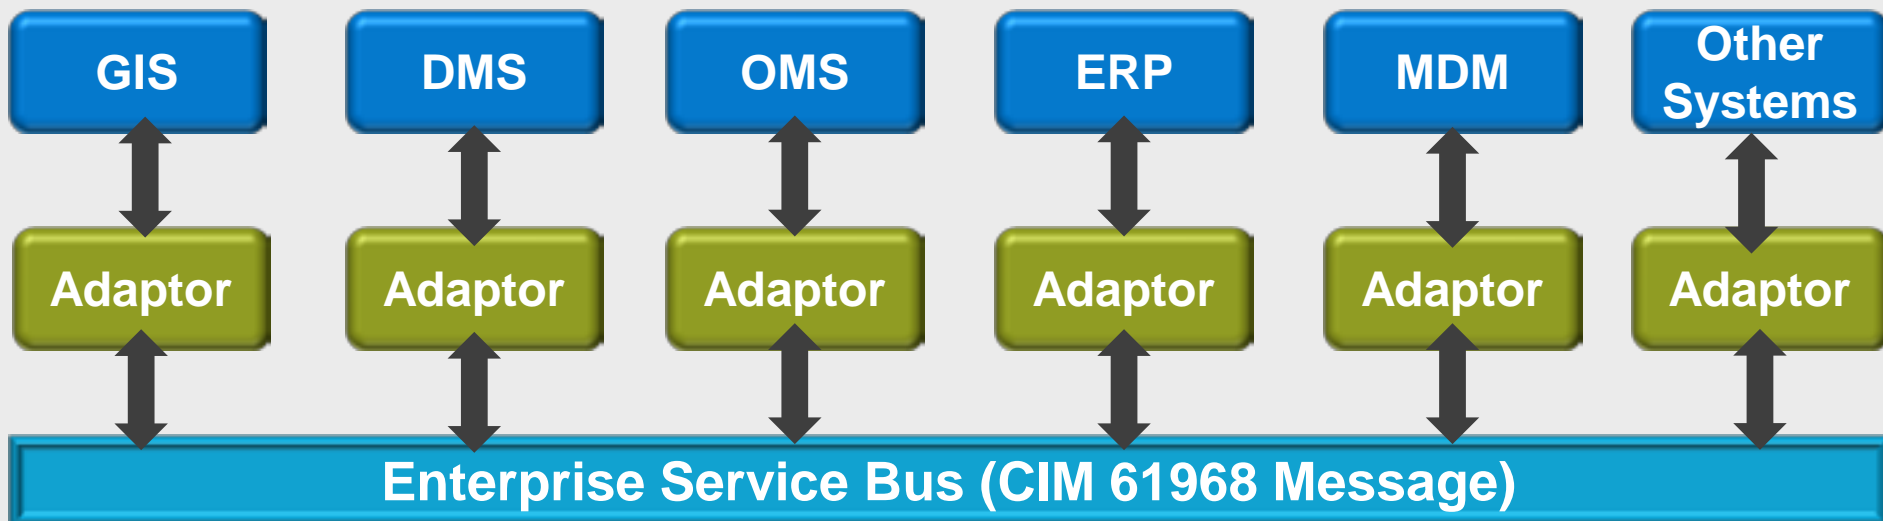 GIS
DMS
OMS
ERP
MDM
Other
Systems
Adaptor
Adaptor
Adaptor
Adaptor
Adaptor
Adaptor
Enterprise Service Bus (CIM 61968 Message)